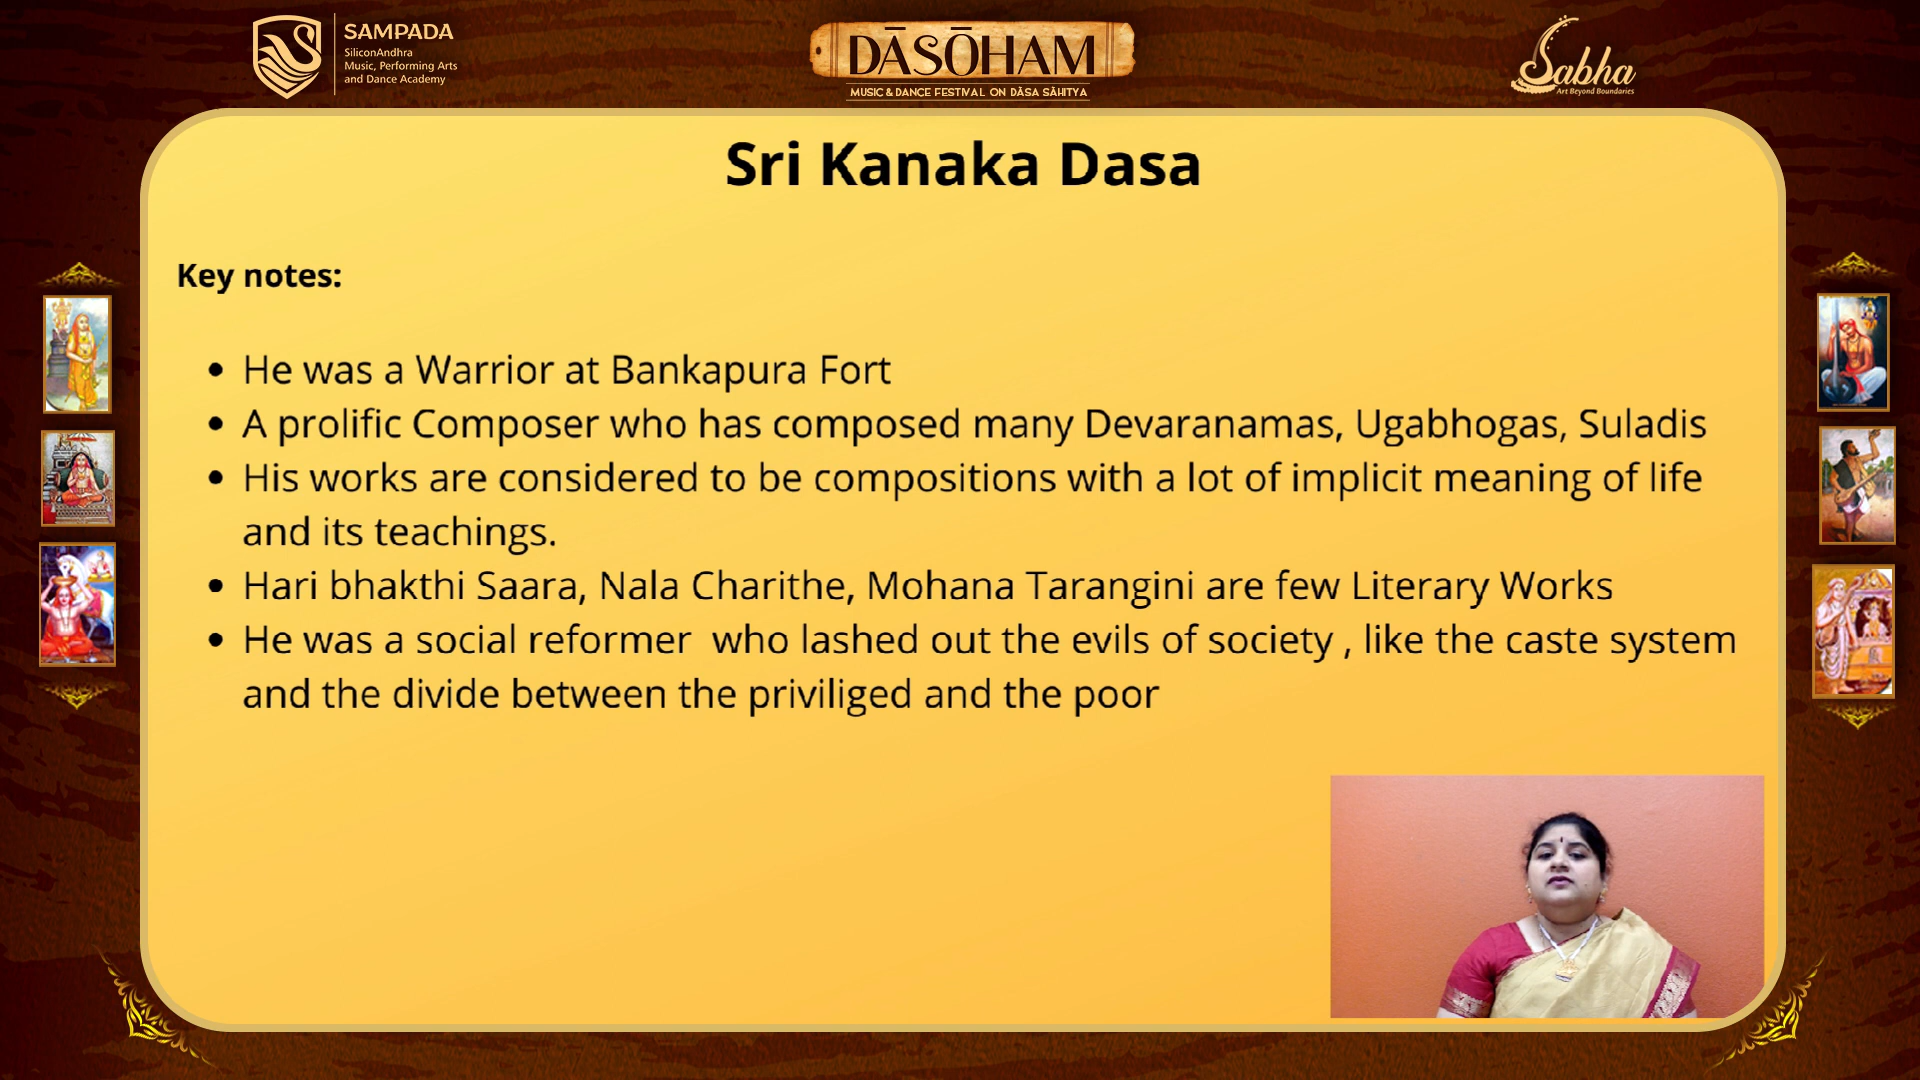 SAMPADA
SiliconAndhra
Music, Performing Arts
and Dance Academy
DĀSŌHAM
MUSIC & DANCE FESTIVAL ON DĀSA SĀHITYA
Sabha
Art Beyond Boundaries
Sri Kanaka Dasa
Key notes:
• He was a Warrior at Bankapura Fort
• A prolific Composer who has composed many Devaranamas, Ugabhogas, Suladis
• His works are considered to be compositions with a lot of implicit meaning of life
and its teachings.
• Hari bhakthi Saara, Nala Charithe, Mohana Tarangini are few Literary Works
• He was a social reformer  who lashed out the evils of society , like the caste system
and the divide between the priviliged and the poor